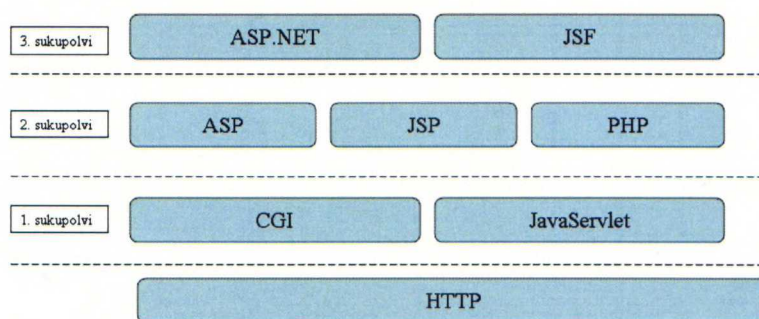 3. sukupolvi
ASP.NET
JSF
2. sukupolvi
ASP
JSP
PHP
1. sukupolvi
CGI
JavaServlet
HTTP